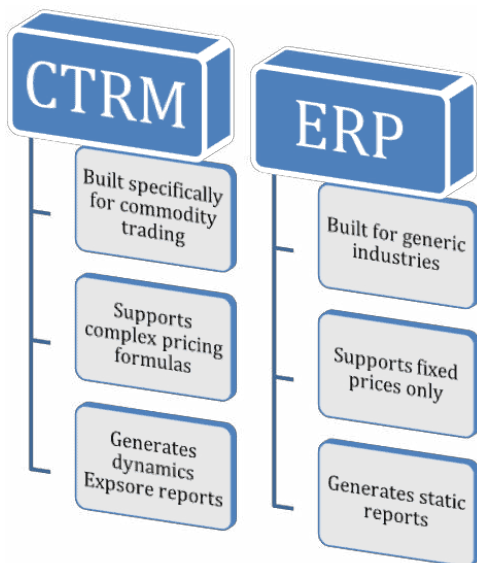 CTRM
Built specifically
for commodity
trading
Supports
complex pricing
formulas
Generates
dynamics
Expsore reports
ERP
Built for generic
industries
Supports fixed
prices only
Generates static
reports